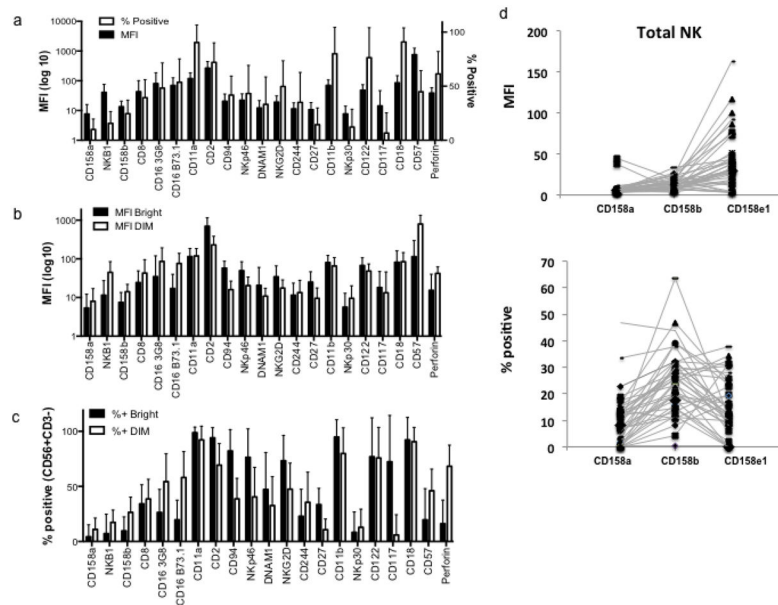 a
% Positive
MFI
MFI (log 10)
10000
1000
100
10
1
% Positive
100
50
0
CD158a
NKB1
CD158b
CD8
CD16 3G8
CD16 B73.1
CD11a
CD2
CD94
NKp46
DNAM1
NKG2D
CD244
CD27
CD11b
NKp30
CD122
CD117
CD18
CD57
Perforin
b
MFI Bright
MFI DIM
MFI (log10)
1000
100
10
1
CD158a
NKB1
CD158b
CD8
CD16 3G8
CD16 B73.1
CD11a
CD2
CD94
NKp46
DNAM1
NKG2D
CD244
CD27
CD11b
NKp30
CD122
CD117
CD18
CD57
Perforin
c
%+ Bright
%+ DIM
% positive (CD56+CD3-)
100
50
0
CD158a
NKB1
CD158b
CD8
CD16 3G8
CD16 B73.1
CD11a
CD2
CD94
NKp46
DNAM1
NKG2D
CD244
CD27
CD11b
NKp30
CD122
CD117
CD18
CD57
Perforin
d
Total NK
MFI
200
150
100
50
0
CD158a CD158b CD158e1
% positive
70
60
50
40
30
20
10
0
CD158a CD158b CD158e1